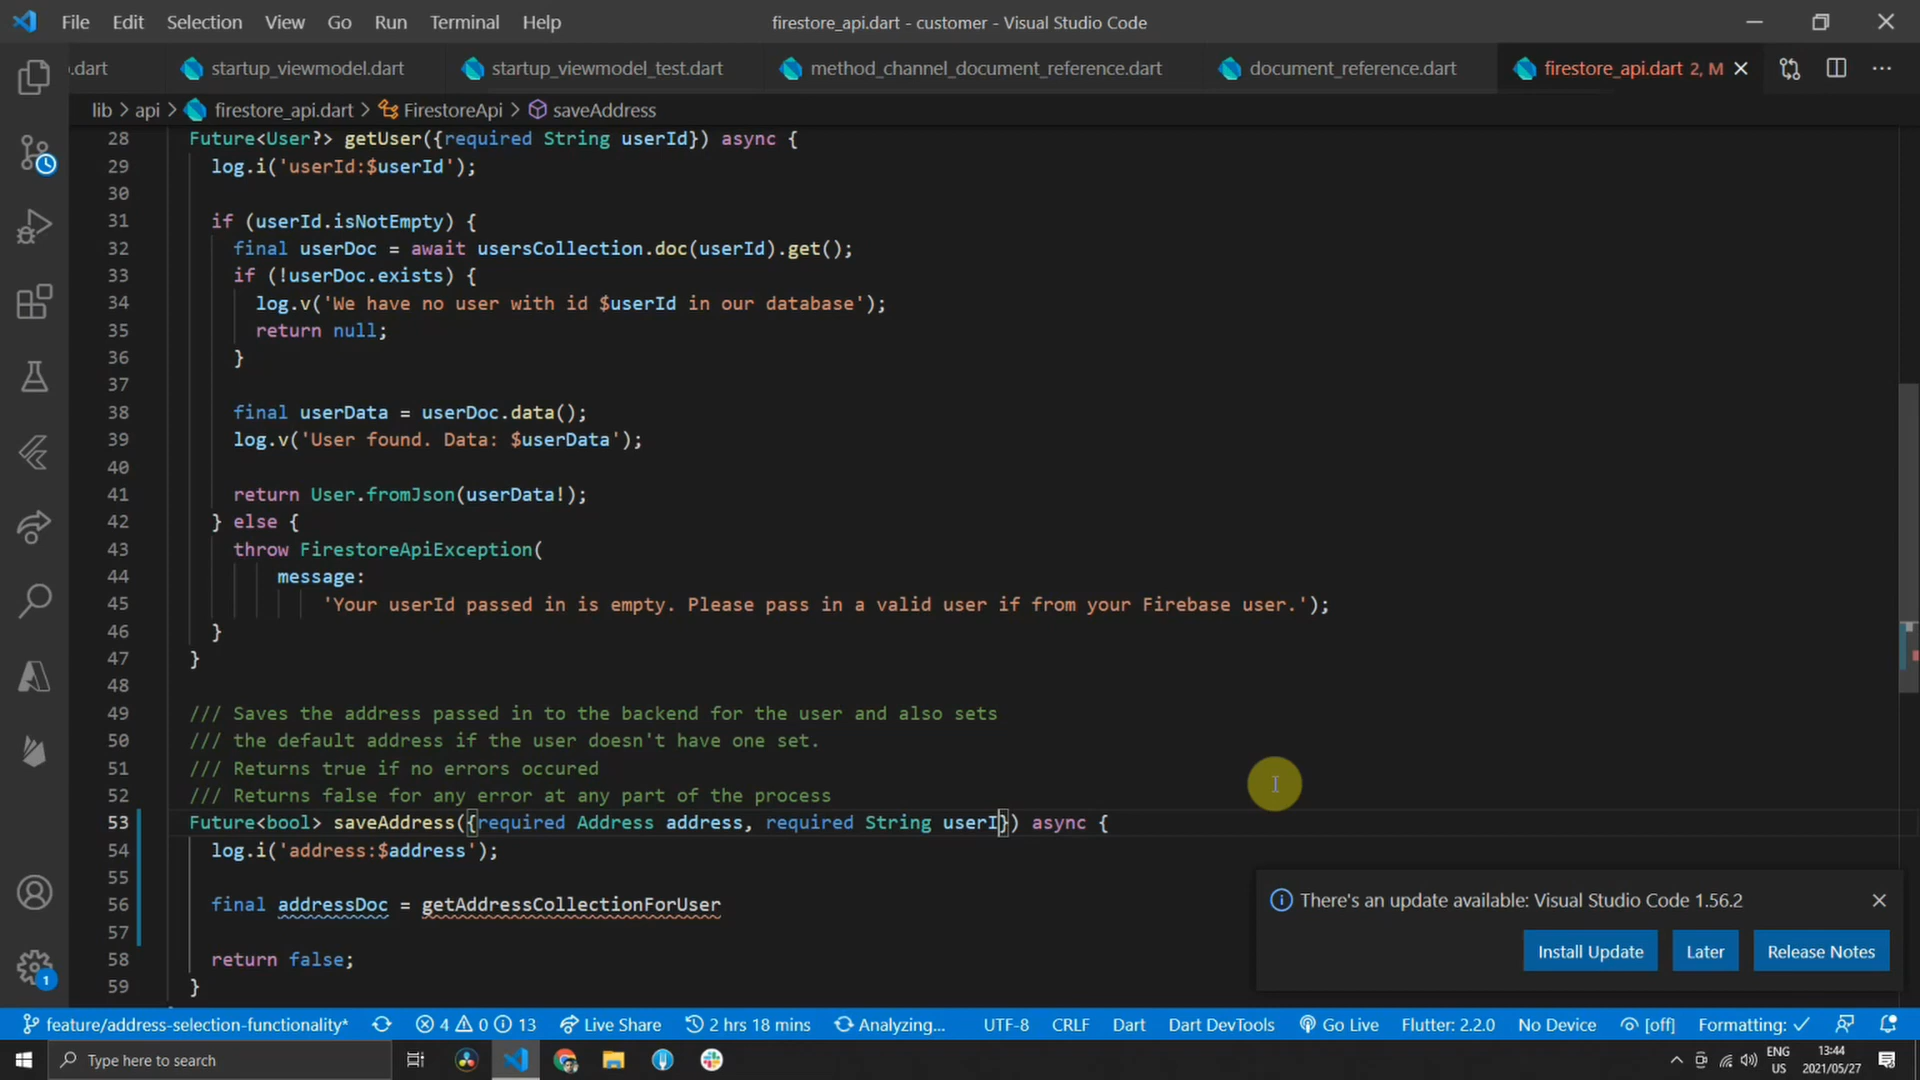 File Edit Selection View Go Run Terminal Help
firestore_api.dart - customer - Visual Studio Code
.dart
startup_viewmodel.dart
startup_viewmodel_test.dart
method_channel_document_reference.dart
document_reference.dart
firestore_api.dart 2, M
lib > api > firestore_api.dart > FirestoreApi > saveAddress
28 Future<User?> getUser({required String userId}) async {
29 log.i('userId:$userId');
30
31 if (userId.isNotEmpty) {
32 final userDoc = await usersCollection.doc(userId).get();
33 if (!userDoc.exists) {
34 log.v('We have no user with id $userId in our database');
35 return null;
36 }
37
38 final userData = userDoc.data();
39 log.v('User found. Data: $userData');
40
41 return User.fromJson(userData!);
42 } else {
43 throw FirestoreApiException(
44 message:
45 'Your userId passed in is empty. Please pass in a valid user if from your Firebase user.');
46 }
47 }
48
49 /// Saves the address passed in to the backend for the user and also sets
50 /// the default address if the user doesn't have one set.
51 /// Returns true if no errors occured
52 /// Returns false for any error at any part of the process
53 Future<bool> saveAddress({required Address address, required String userI}) async {
54 log.i('address:$address');
55
56 final addressDoc = getAddressCollectionForUser
57
58 return false;
59 }
There's an update available: Visual Studio Code 1.56.2
Install Update Later Release Notes
1
feature/address-selection-functionality* 4 0 13 Live Share 2 hrs 18 mins Analyzing... UTF-8 CRLF Dart Dart DevTools Go Live Flutter: 2.2.0 No Device [off] Formatting: ✓
Type here to search
ENG
US
13:44
2021/05/27